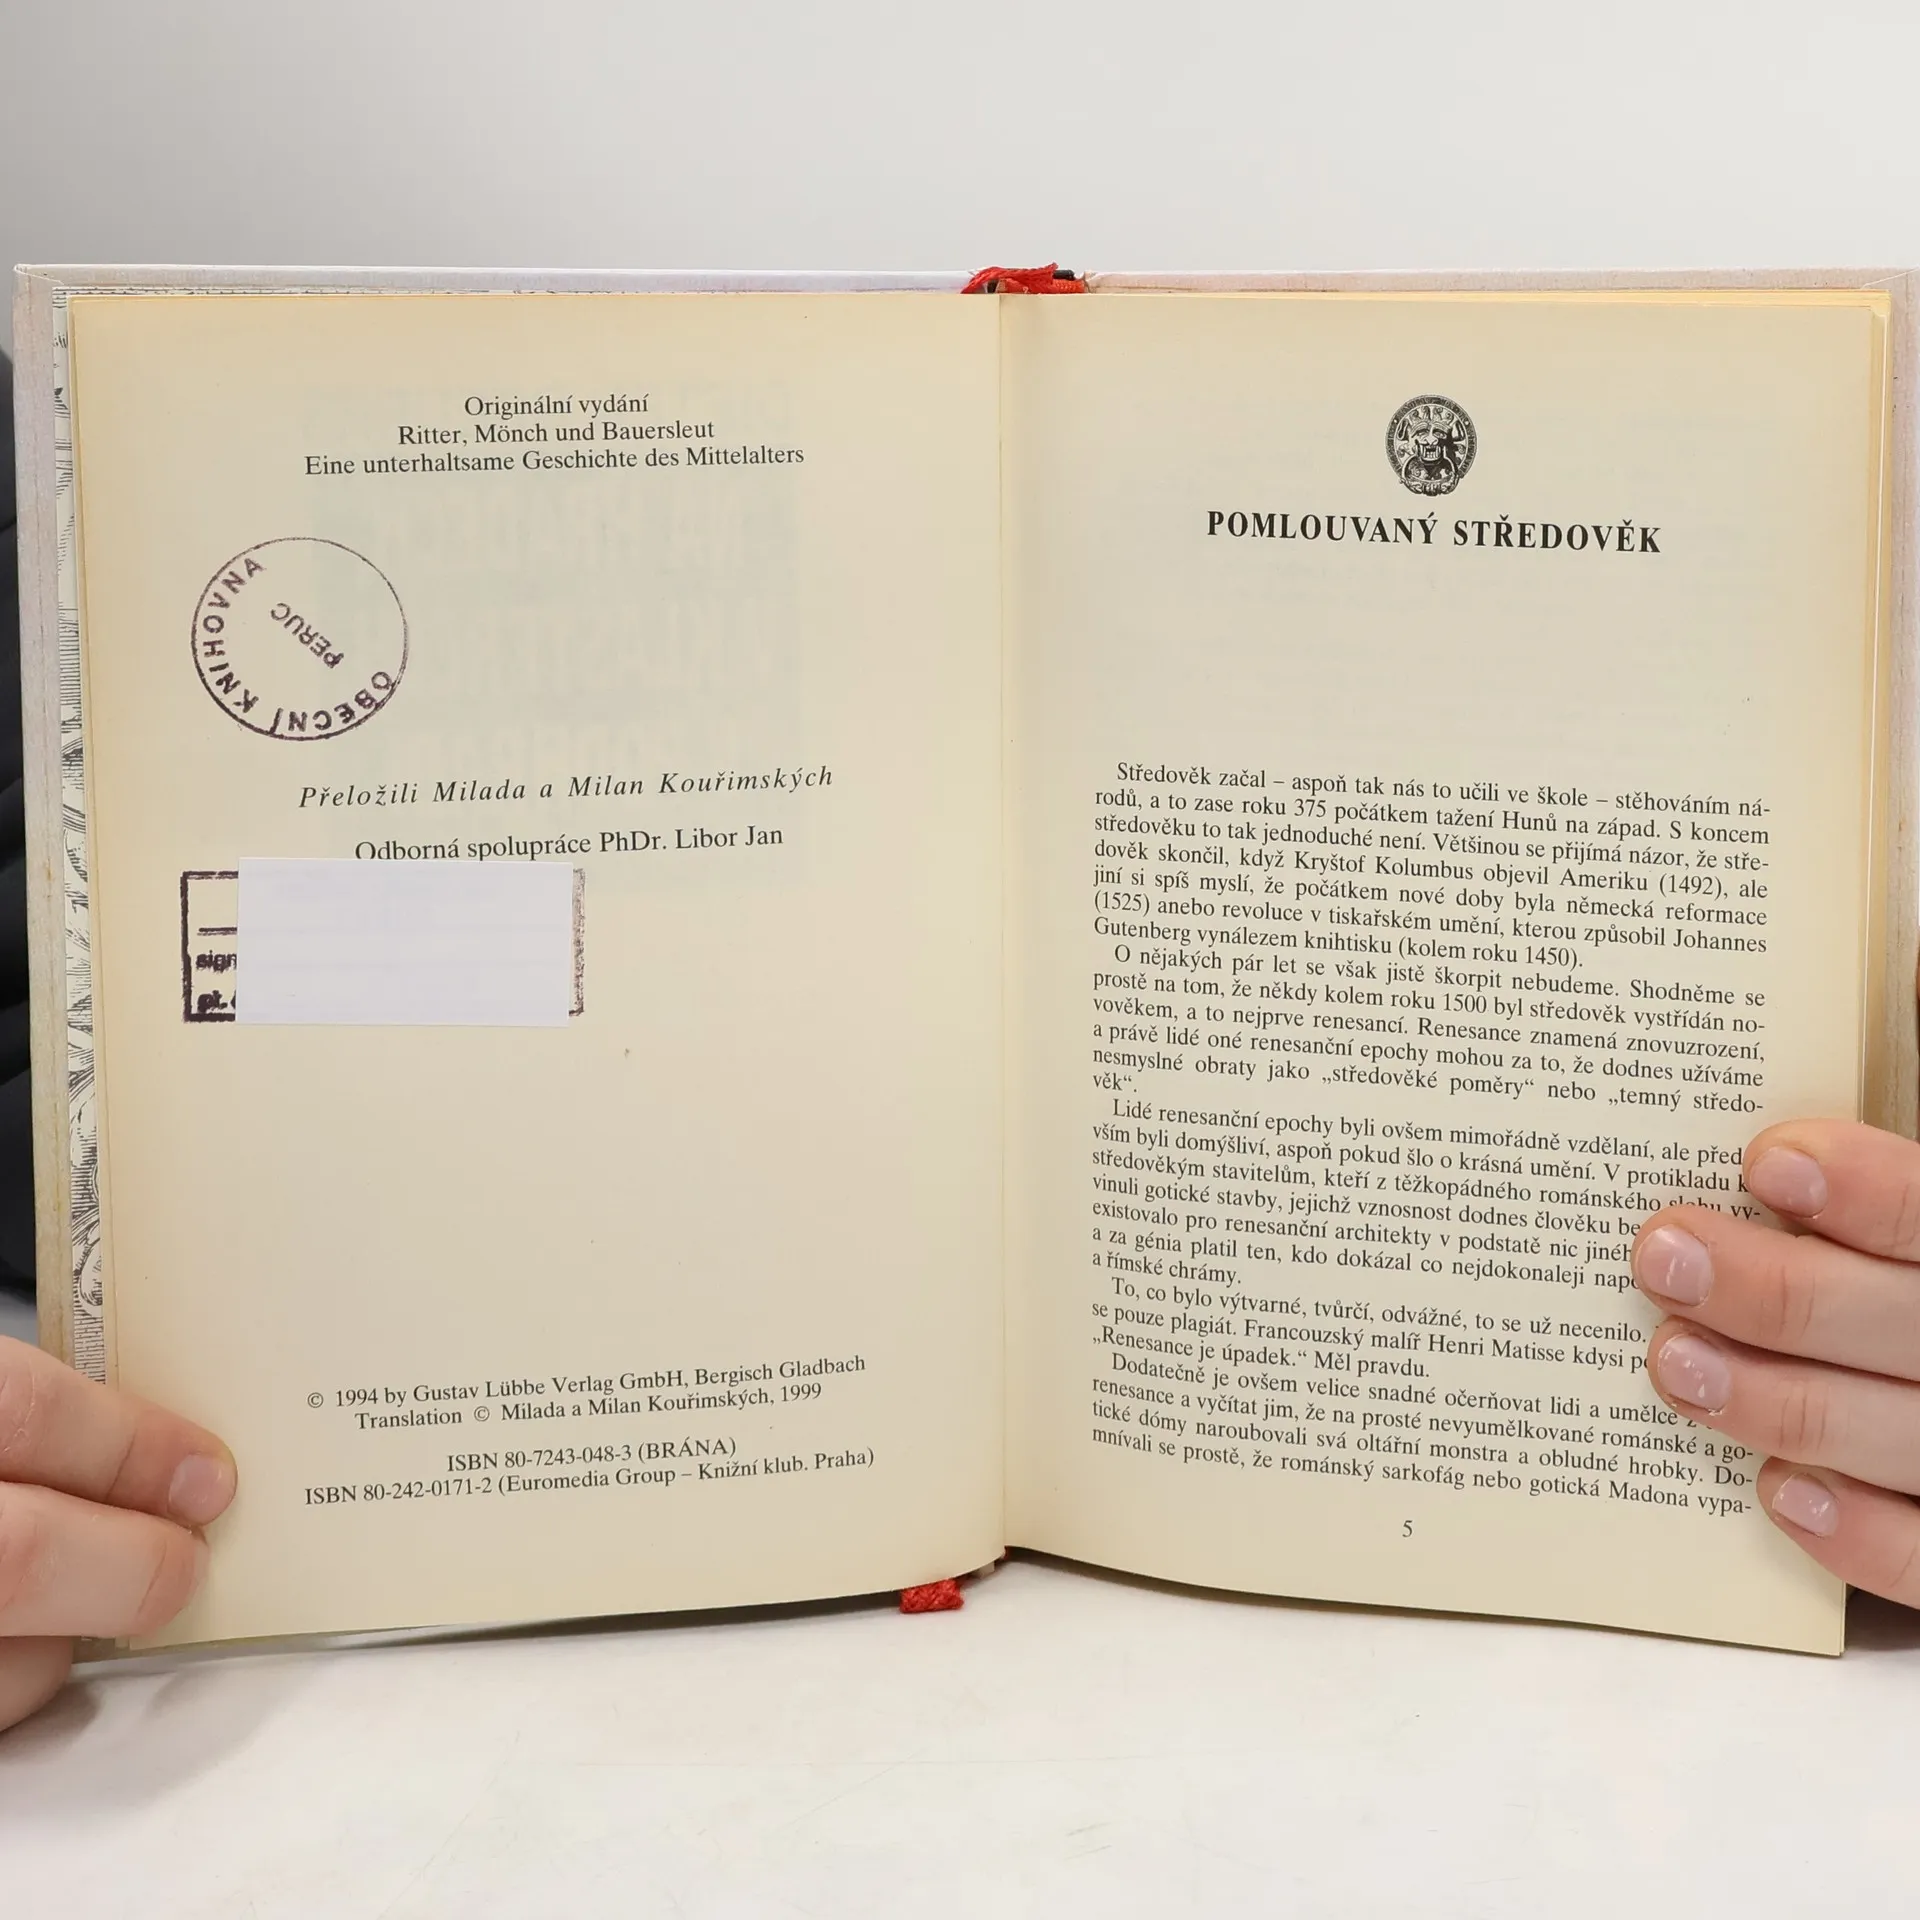 Originální vydání
Ritter, Mönch und Bauersleut
Eine unterhaltsame Geschichte des Mittelalters
OBECNÍ KNIHOVNA
PERUC
Přeložili Milada a Milan Kouřimských
Odborná spolupráce PhDr. Libor Jan
sign
© 1994 by Gustav Lübbe Verlag GmbH, Bergisch Gladbach
Translation © Milada a Milan Kouřimských, 1999
ISBN 80-7243-048-3 (BRÁNA)
ISBN 80-242-0171-2 (Euromedia Group – Knižní klub. Praha)
POMLOUVANÝ STŘEDOVĚK
Středověk začal – aspoň tak nás to učili ve škole – stěhováním ná-
rodů, a to zase roku 375 počátkem tažení Hunů na západ. S koncem
středověku to tak jednoduché není. Většinou se přijímá názor, že stře-
dověk skončil, když Kryštof Kolumbus objevil Ameriku (1492), ale
jiní si spíš myslí, že počátkem nové doby byla německá reformace
(1525) anebo revoluce v tiskařském umění, kterou způsobil Johannes
Gutenberg vynálezem knihtisku (kolem roku 1450).
O nějakých pár let se však jistě škorpit nebudeme. Shodněme se
prostě na tom, že někdy kolem roku 1500 byl středověk vystřídán no-
vověkem, a to nejprve renesancí. Renesance znamená znovuzrození,
a právě lidé oné renesanční epochy mohou za to, že dodnes užíváme
nesmyslné obraty jako „středověké poměry“ nebo „temný středo-
věk“.
Lidé renesanční epochy byli ovšem mimořádně vzdělaní, ale před
vším byli domýšliví, aspoň pokud šlo o krásná umění. V protikladu k
středověkým stavitelům, kteří z těžkopádného románského slohu vy-
vinuli gotické stavby, jejichž vznosnost dodnes člověku be
existovalo pro renesanční architekty v podstatě nic jinéh
a za génia platil ten, kdo dokázal co nejdokonaleji napo
a římské chrámy.
To, co bylo výtvarné, tvůrčí, odvážné, to se už necenilo.
se pouze plagiát. Francouzský malíř Henri Matisse kdysi po
„Renesance je úpadek.“ Měl pravdu.
Dodatečně je ovšem velice snadné očerňovat lidi a umělce z
renesance a vyčítat jim, že na prosté nevyumělkované románské a go-
tické dómy naroubovali svá oltářní monstra a obludné hrobky. Do-
mnívali se prostě, že románský sarkofág nebo gotická Madona vypa-
5